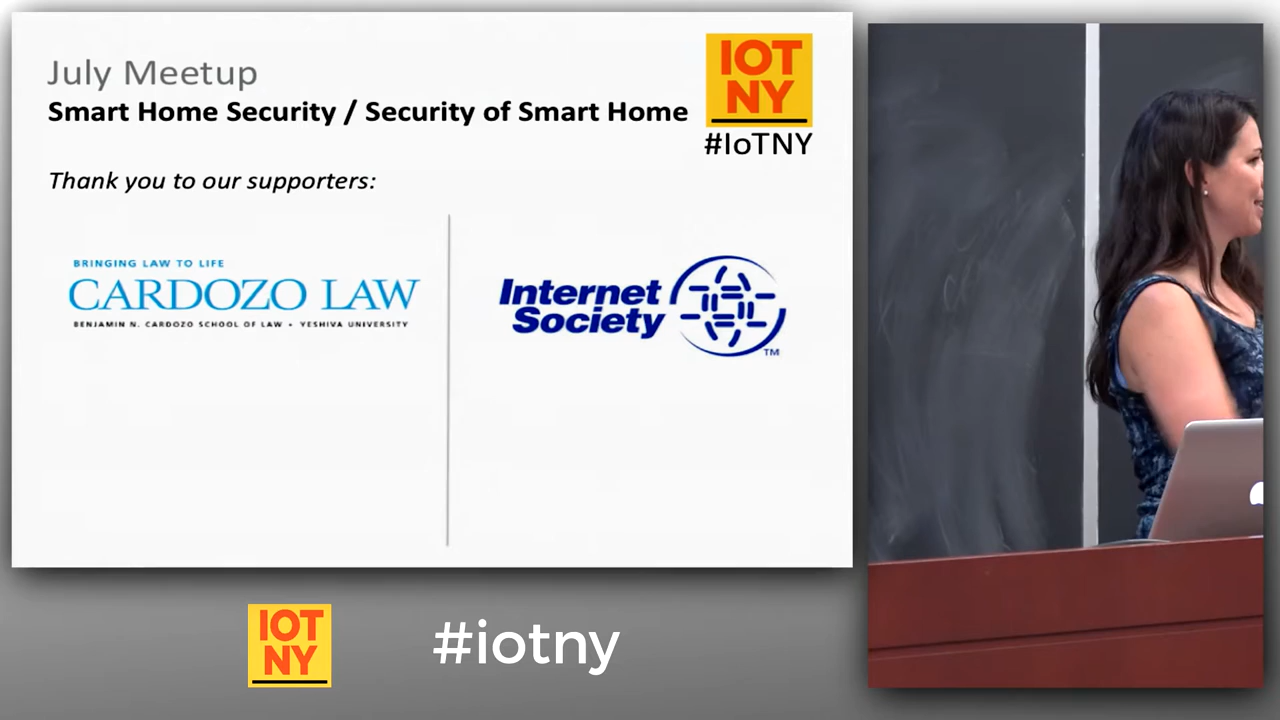 July Meetup
Smart Home Security / Security of Smart Home
IOT
NY
#IoTNY
Thank you to our supporters:
BRINGING LAW TO LIFE
CARDOZO LAW
BENJAMIN N. CARDOZO SCHOOL OF LAW • YESHIVA UNIVERSITY
Internet
Society
TM
IOT
NY
#iotny